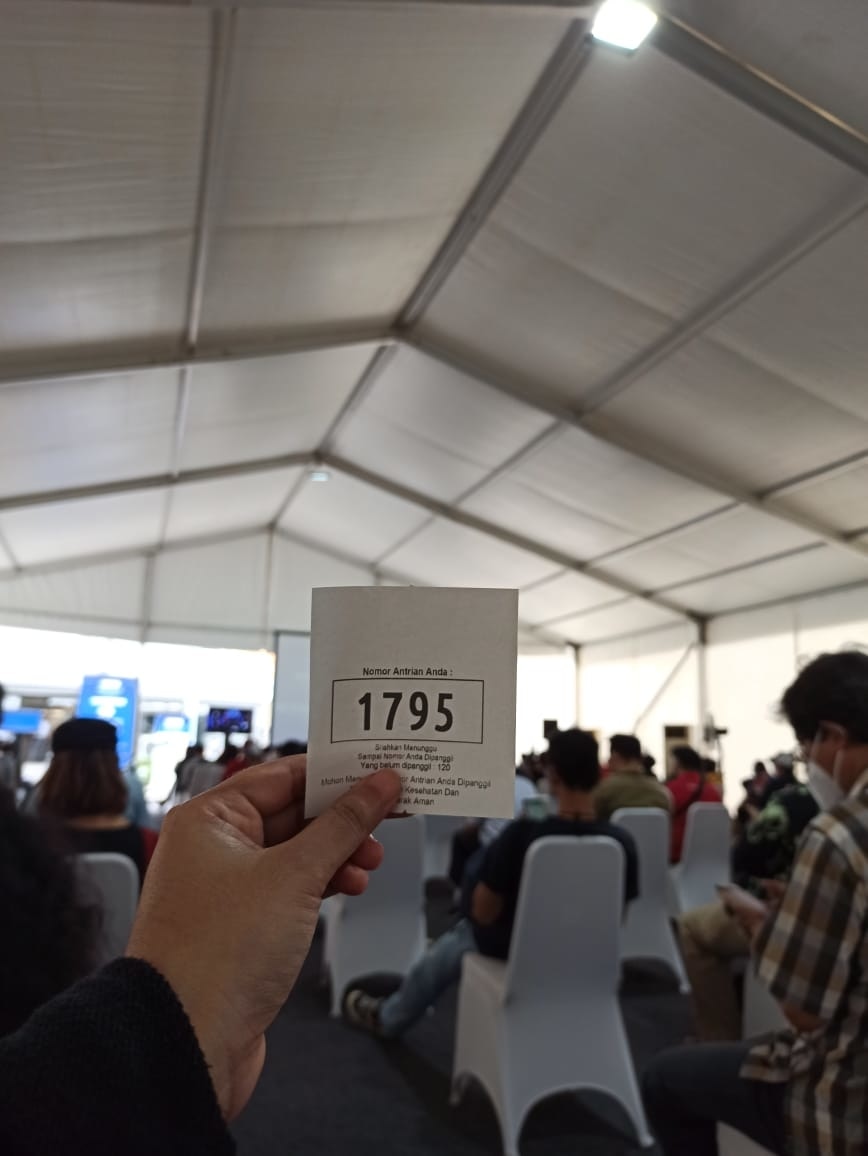 Nomor Antrian Anda :
1795
Silahkan Menunggu
Sampai Nomor Anda Dipanggil
Yang belum dipanggil : 120
Mohon Antrian Anda Dipanggil
Kesehatan Dan
Aman